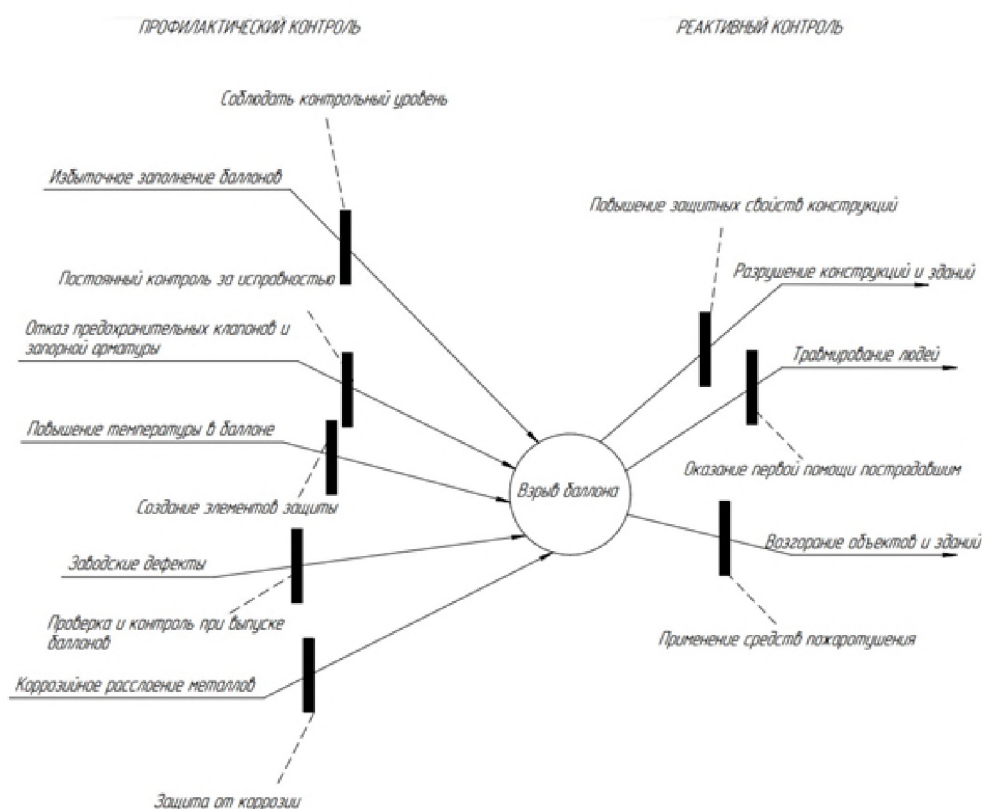 ПРОФИЛАКТИЧЕСКИЙ КОНТРОЛЬ
РЕАКТИВНЫЙ КОНТРОЛЬ
Соблюдать контрольный уровень
Избыточное заполнение баллонов
Постоянный контроль за исправностью
Отказ предохранительных клапонов и
запорной арматуры
Повышение температуры в баллоне
Создание элементов защиты
Заводские дефекты
Проверка и контроль при выпуске
баллонов
Коррозийное расслоение металлов
Защита от коррозии
Взрыв баллона
Повышение защитных свойств конструкций
Разрушение конструкций и зданий
Травмирование людей
Оказание первой помощи пострадавшим
Возгорание объектов и зданий
Применение средств пожаротушения